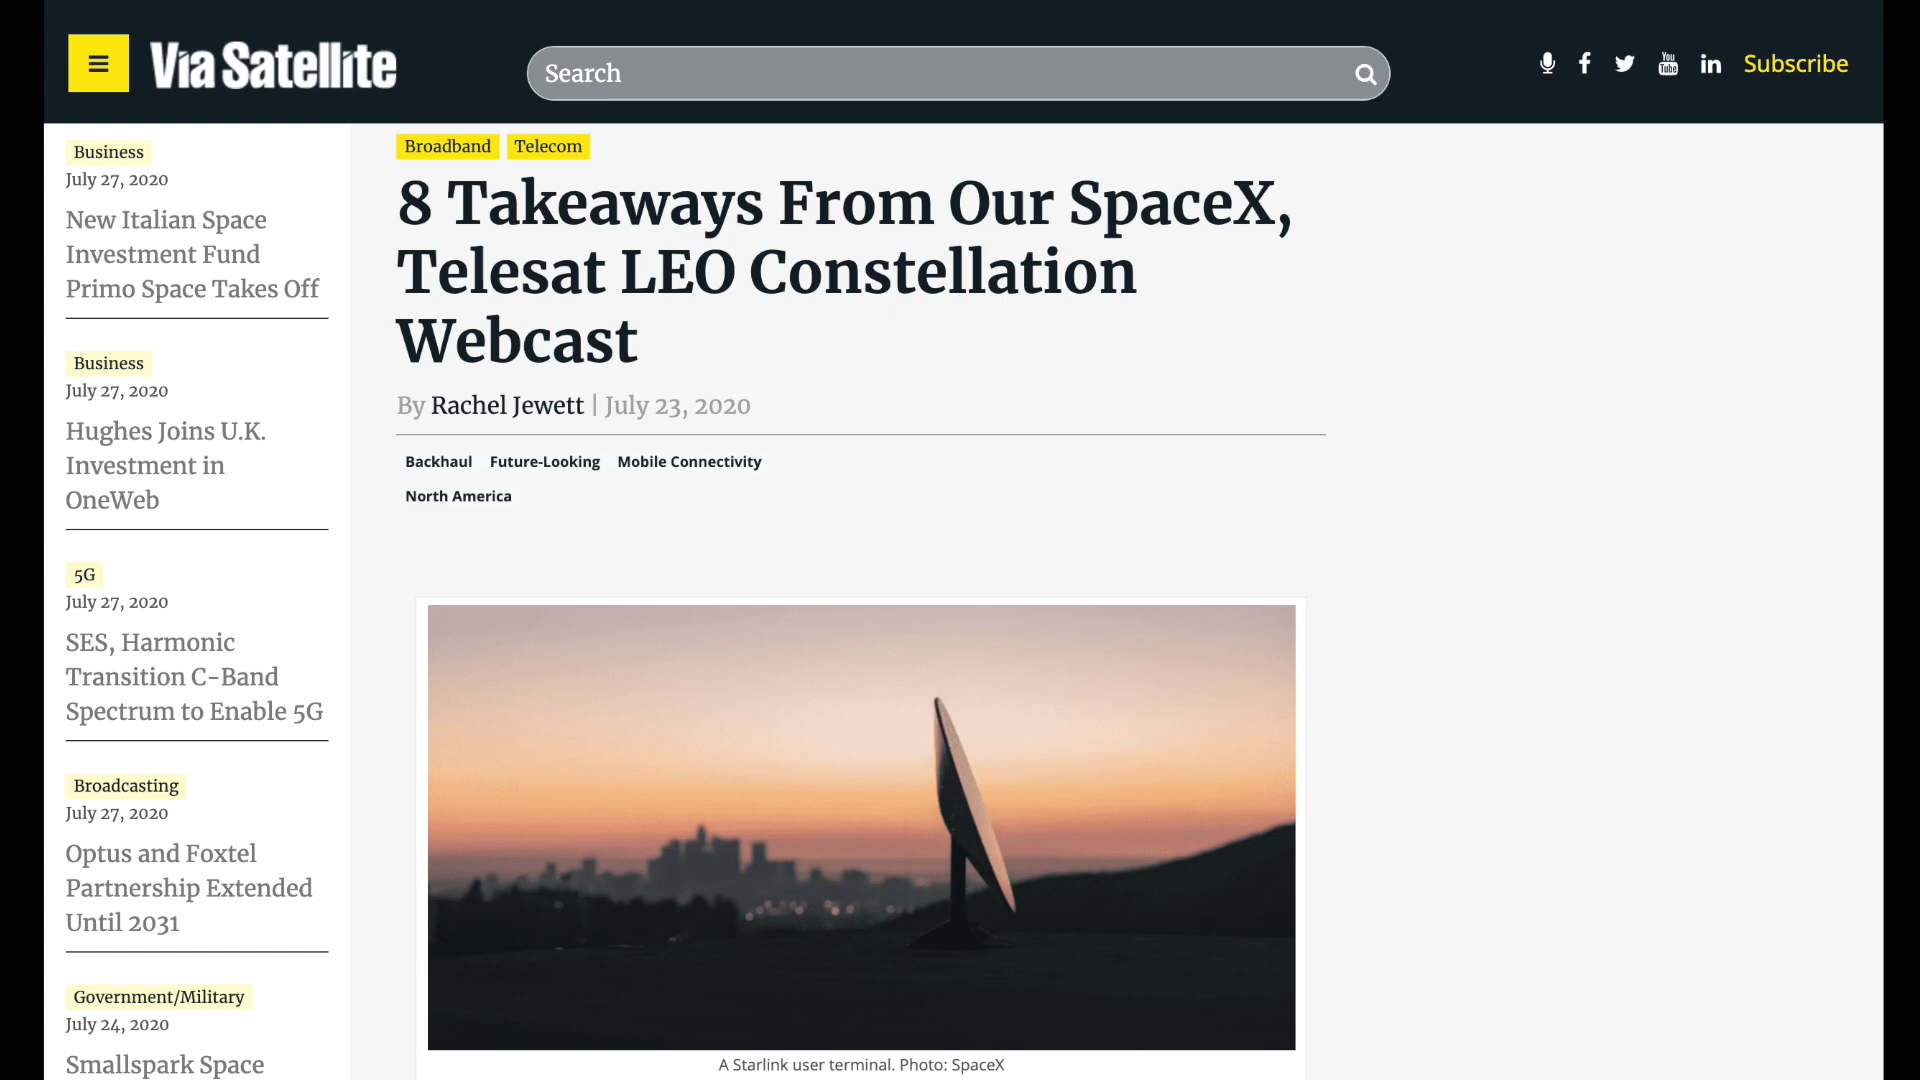 Via Satellite
Search
You
Tube
Subscribe
Business
July 27, 2020
New Italian Space
Investment Fund
Primo Space Takes Off
Business
July 27, 2020
Hughes Joins U.K.
Investment in
OneWeb
5G
July 27, 2020
SES, Harmonic
Transition C-Band
Spectrum to Enable 5G
Broadcasting
July 27, 2020
Optus and Foxtel
Partnership Extended
Until 2031
Government/Military
July 24, 2020
Smallspark Space
Broadband Telecom
8 Takeaways From Our SpaceX,
Telesat LEO Constellation
Webcast
By Rachel Jewett | July 23, 2020
Backhaul Future-Looking Mobile Connectivity
North America
A Starlink user terminal. Photo: SpaceX